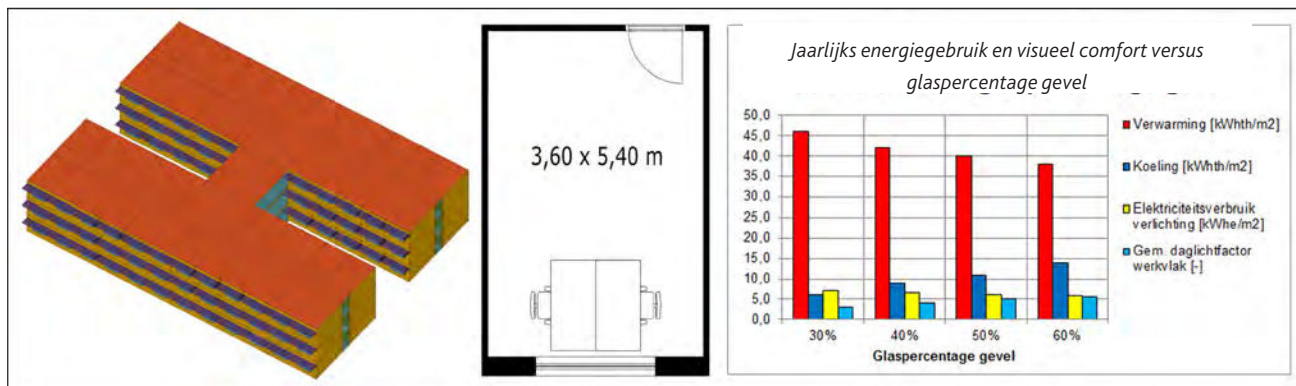 3,60 x 5,40 m
Jaarlijks energiegebruik en visueel comfort versus
glaspercentage gevel
50,0
45,0
40,0
35,0
30,0
25,0
20,0
15,0
10,0
5,0
0,0
30%
40%
50%
60%
Glaspercentage gevel
Verwarming [kWhth/m2]
Koeling [kWhth/m2]
Elektriciteitsverbruik
verlichting [kWhe/m2]
Gem. daglichtfactor
werkvlak [-]